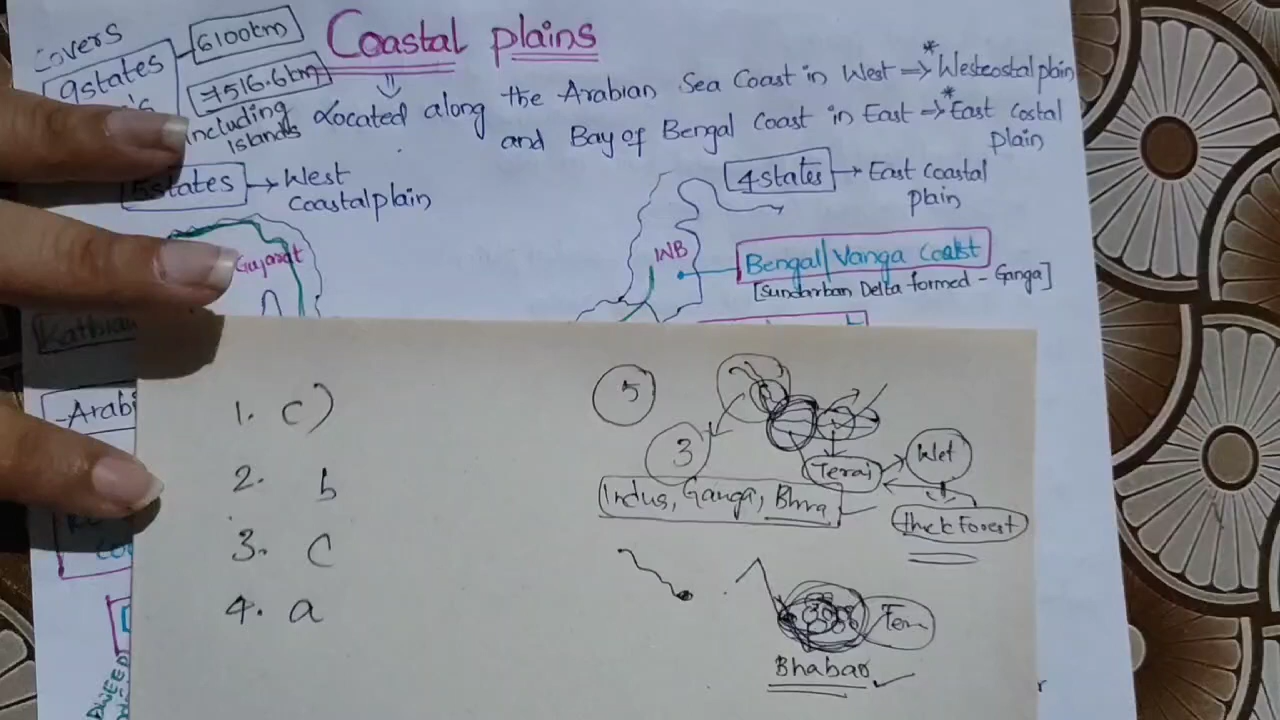 Covers
9states
6100km
⇒7516.6km
including
Islands
Coastal plains
Located along the Arabian Sea Coast in West ⇒ *Westcostal plain
and Bay of Bengal Coast in East ⇒ *East Costal
plain
5states → West
Coastal plain
4states → East Coastal
plain
Gujarat
WB
Bengal/Vanga Coast
[Sundarban Delta formed - Ganga]
-Arabi
1. c)
2. b
3. c
4. a
5
3
Indus, Ganga, Bhra
Terai
Wet
thick Forest
Bhabar